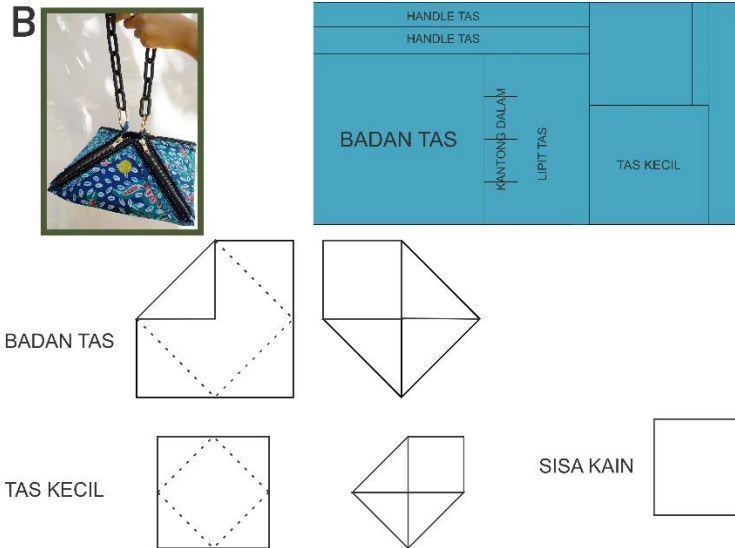 B
HANDLE TAS
HANDLE TAS
BADAN TAS
KANTONG DALAM
LIPIT TAS
TAS KECIL
BADAN TAS
TAS KECIL
SISA KAIN